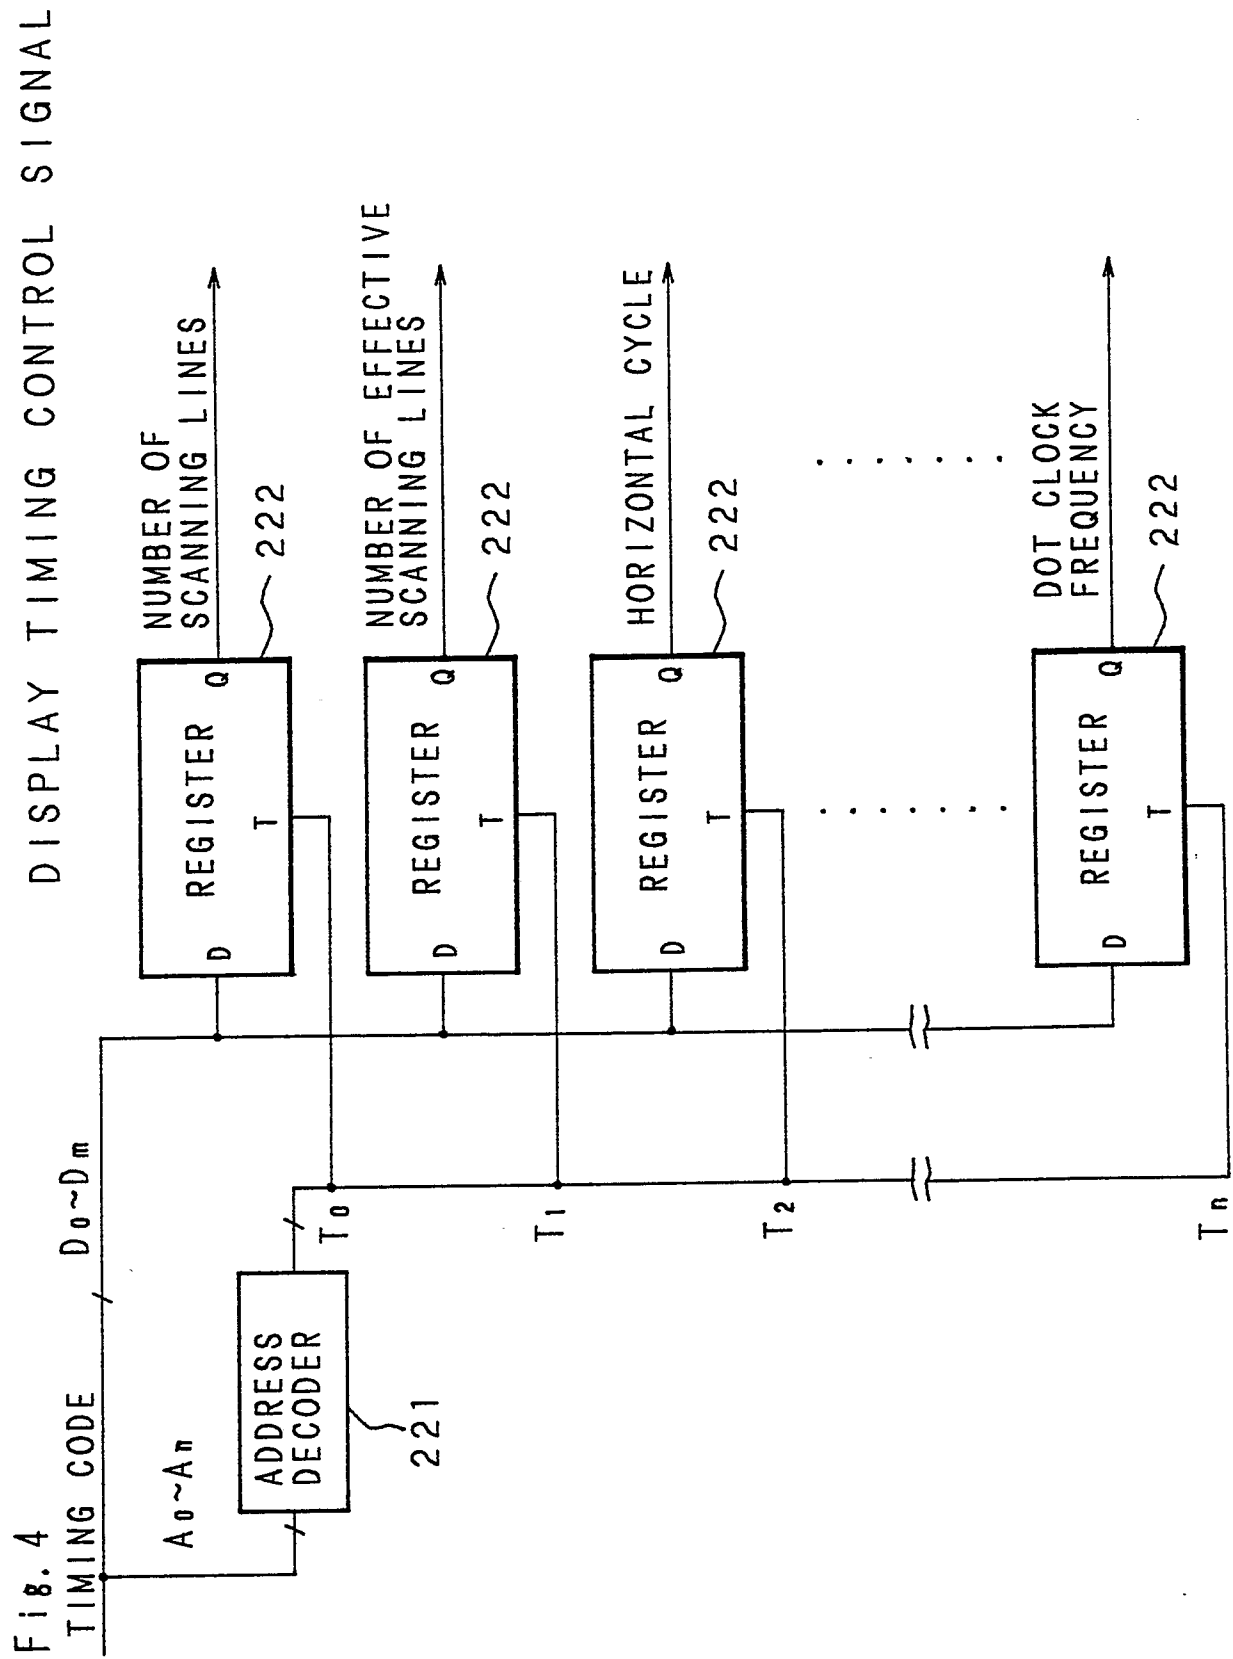 Fig. 4
DISPLAY TIMING CONTROL SIGNAL
TIMING CODE
D0~Dm
A0~An
ADDRESS
DECODER
221
T0
T1
T2
Tn
NUMBER OF
SCANNING LINES
D
REGISTER
Q
T
222
NUMBER OF EFFECTIVE
SCANNING LINES
D
REGISTER
Q
T
222
HORIZONTAL CYCLE
D
REGISTER
Q
T
222
DOT CLOCK
FREQUENCY
D
REGISTER
Q
T
222